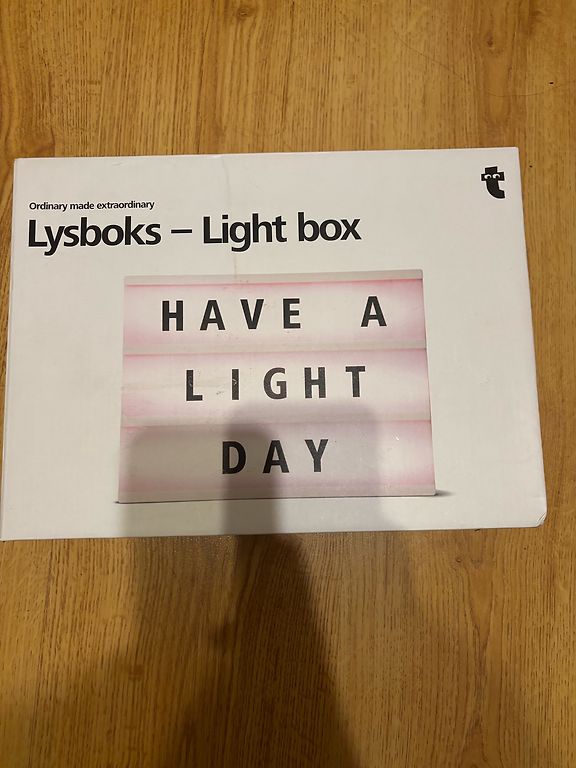 Ordinary made extraordinary
Lysboks – Light box
HAVE A
LIGHT
DAY